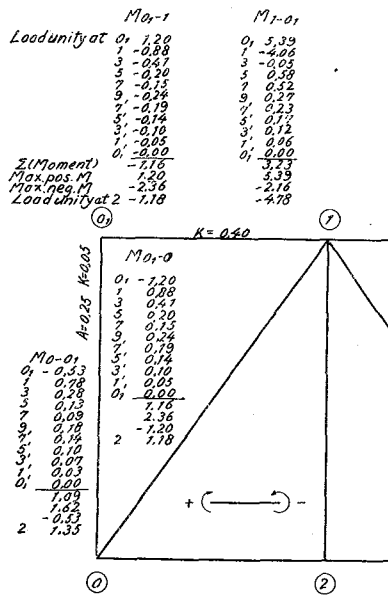 M₀₁-1 M₁-0₁
Load unity at 0₁ 1.20 0₁ 5.39
1 -0.88 1 -4.06
3 -0.41 3 -0.05
5 -0.20 5 0.58
7 -0.15 7 0.52
9 -0.24 9 0.27
7' -0.19 7' 0.23
5' -0.14 5' 0.17
3' -0.10 3' 0.12
1' -0.05 1' 0.06
0₁' -0.00 0₁' 0.00
Σ(Moment) -1.16 3.23
Max. pos. M 1.20 5.39
Max. neg. M -2.36 -2.16
Load unity at 2 -1.18 -4.78
0₁ 1
K = 0.40
A=0.25 K=0.05
M₀₁-0
0₁ -1.20
1 0.88
3 0.41
5 0.20
7 0.15
9 0.24
7' 0.19
5' 0.14
3' 0.10
1' 0.05
0₁' 0.00
1.16
2.36
-1.20
2 1.18
M₀-0₁
0₁ -0.53
1 0.78
3 0.28
5 0.13
7 0.09
9 0.18
7' 0.14
5' 0.10
3' 0.07
1' 0.03
0₁' 0.00
1.09
1.62
-0.53
2 1.35
+ -
0 2